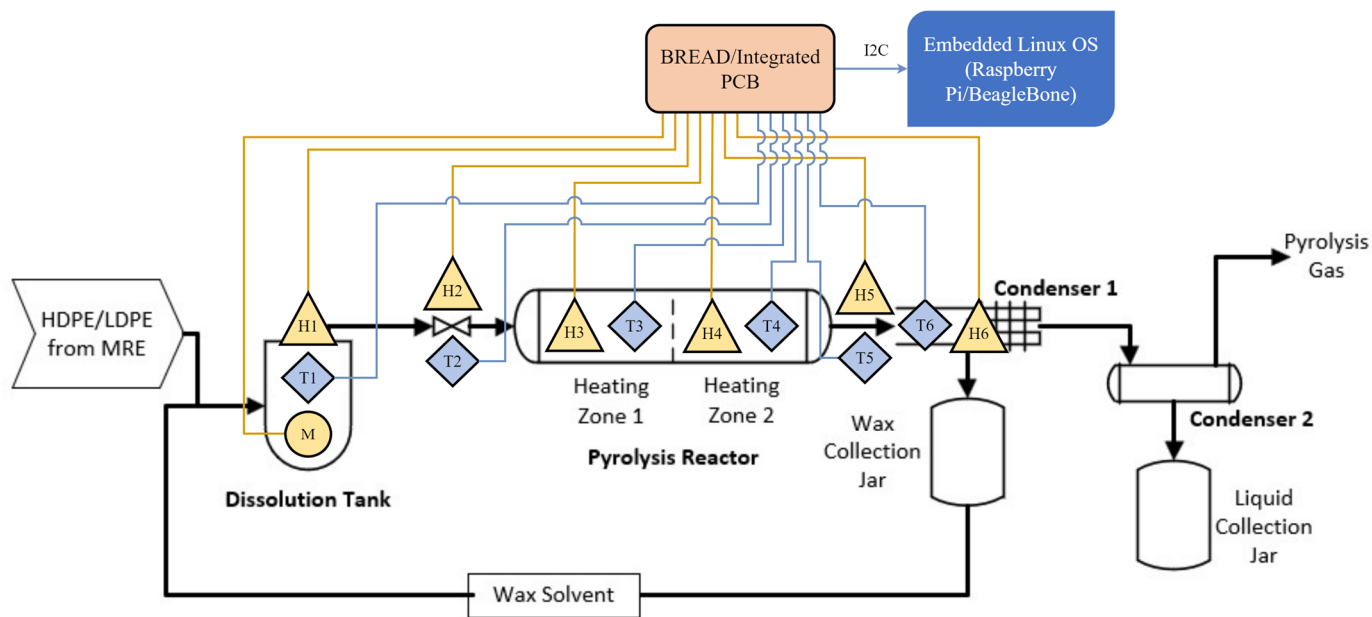 BREAD/Integrated
PCB
I2C
Embedded Linux OS
(Raspberry
Pi/BeagleBone)
HDPE/LDPE
from MRE
H1
T1
M
Dissolution Tank
H2
T2
H3
T3
H4
T4
Heating
Zone 1
Heating
Zone 2
Pyrolysis Reactor
H5
T5
T6
H6
Condenser 1
Pyrolysis
Gas
Wax
Collection
Jar
Condenser 2
Liquid
Collection
Jar
Wax Solvent